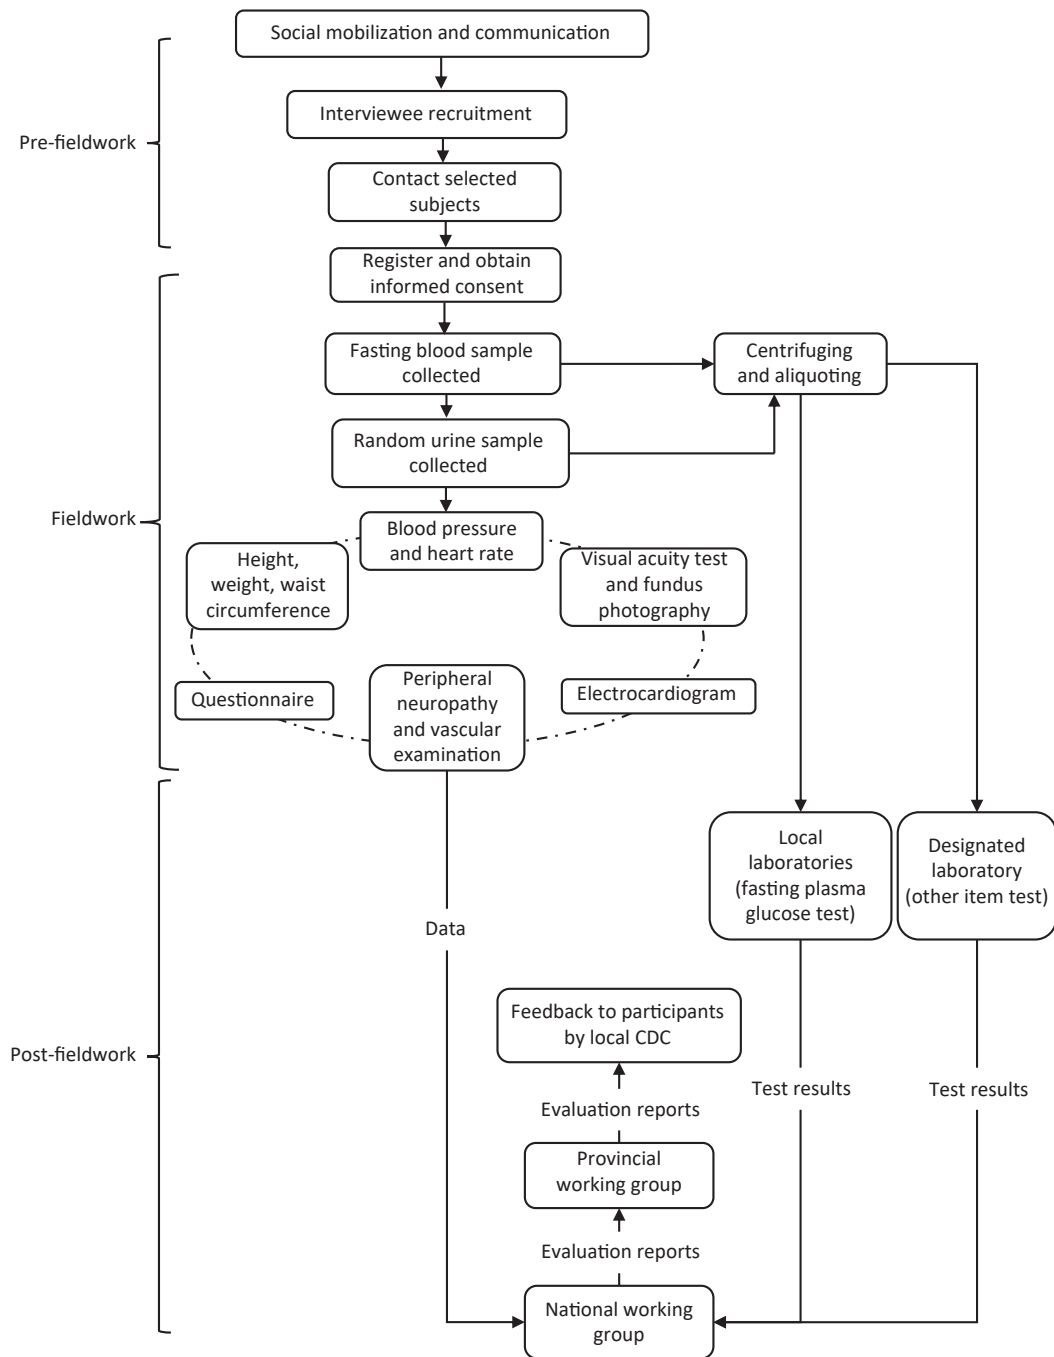 Social mobilization and communication
Interviewee recruitment
Pre-fieldwork
Contact selected
subjects
Register and obtain
informed consent
Fasting blood sample
collected
Centrifuging
and aliquoting
Random urine sample
collected
Fieldwork
Blood pressure
and heart rate
Height,
weight, waist
circumference
Visual acuity test
and fundus
photography
Questionnaire
Peripheral
neuropathy
and vascular
examination
Electrocardiogram
Local
laboratories
(fasting plasma
glucose test)
Designated
laboratory
(other item test)
Data
Feedback to participants
by local CDC
Post-fieldwork
Test results
Test results
Evaluation reports
Provincial
working group
Evaluation reports
National working
group